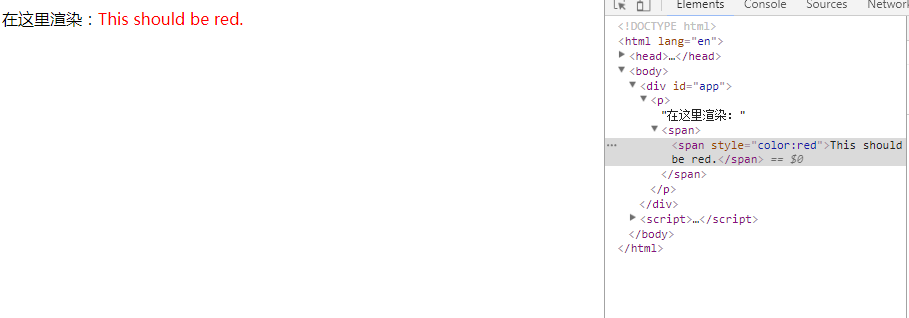 在这里渲染：This should be red.
Elements Console Sources Network
<!DOCTYPE html>
<html lang="en">
<head>…</head>
<body>
<div id="app">
<p>
"在这里渲染："
<span>
<span style="color:red">This should
be red.</span> == $0
</span>
</p>
</div>
<script>…</script>
</body>
</html>